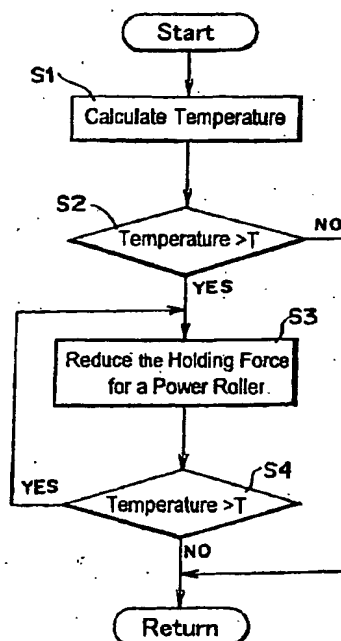 Start
S1
Calculate Temperature
S2
Temperature >T
NO
YES
S3
Reduce the Holding Force
for a Power Roller
S4
Temperature >T
YES
NO
Return